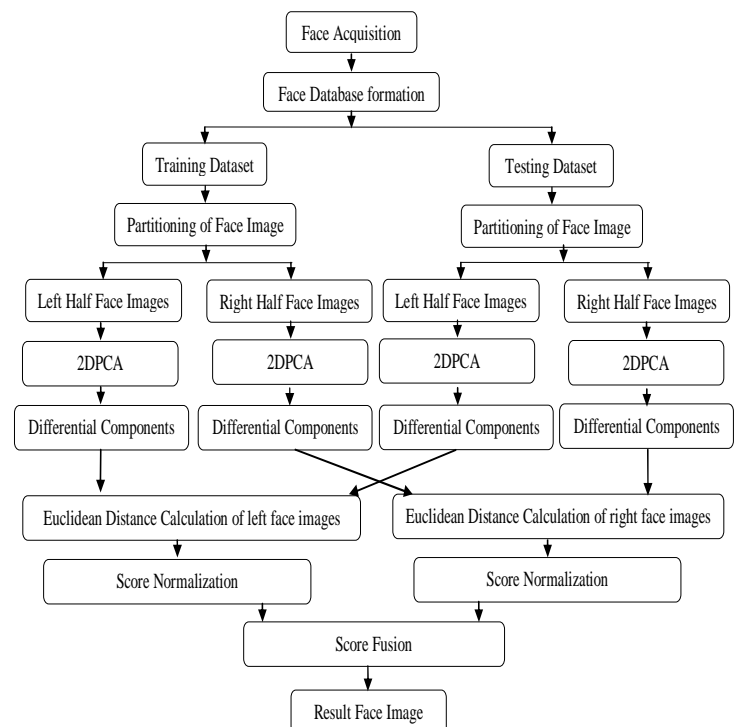 Face Acquisition
Face Database formation
Training Dataset
Testing Dataset
Partitioning of Face Image
Partitioning of Face Image
Left Half Face Images
Right Half Face Images
Left Half Face Images
Right Half Face Images
2DPCA
2DPCA
2DPCA
2DPCA
Differential Components
Differential Components
Differential Components
Differential Components
Euclidean Distance Calculation of left face images
Euclidean Distance Calculation of right face images
Score Normalization
Score Normalization
Score Fusion
Result Face Image